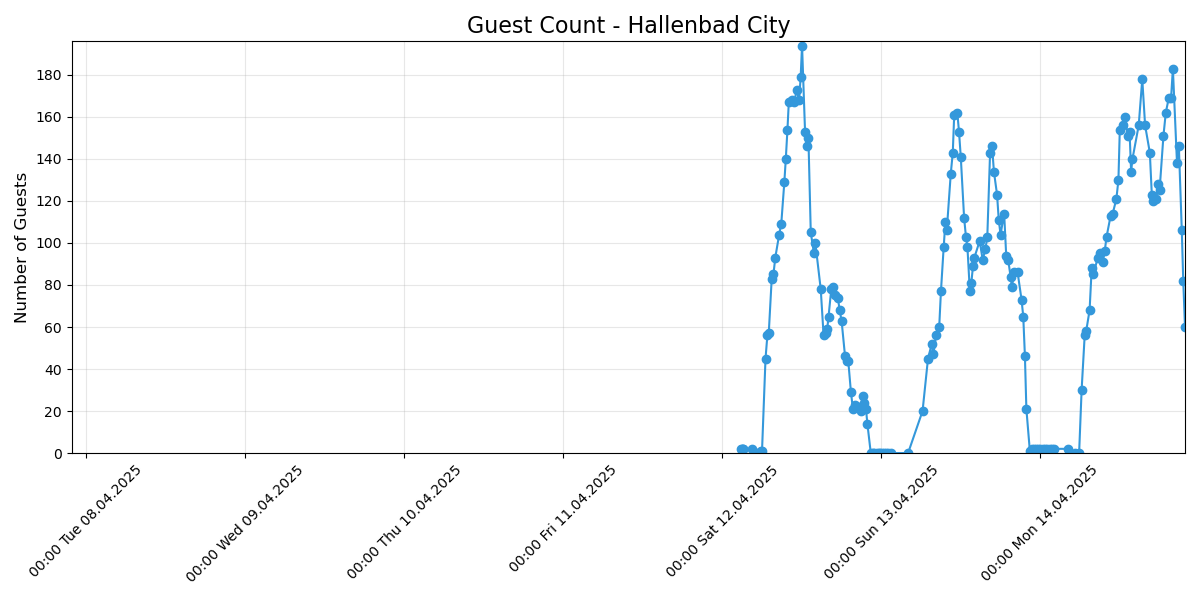 Guest Count - Hallenbad City
Number of Guests
180
160
140
120
100
80
60
40
20
0
00:00 Tue 08.04.2025
00:00 Wed 09.04.2025
00:00 Thu 10.04.2025
00:00 Fri 11.04.2025
00:00 Sat 12.04.2025
00:00 Sun 13.04.2025
00:00 Mon 14.04.2025